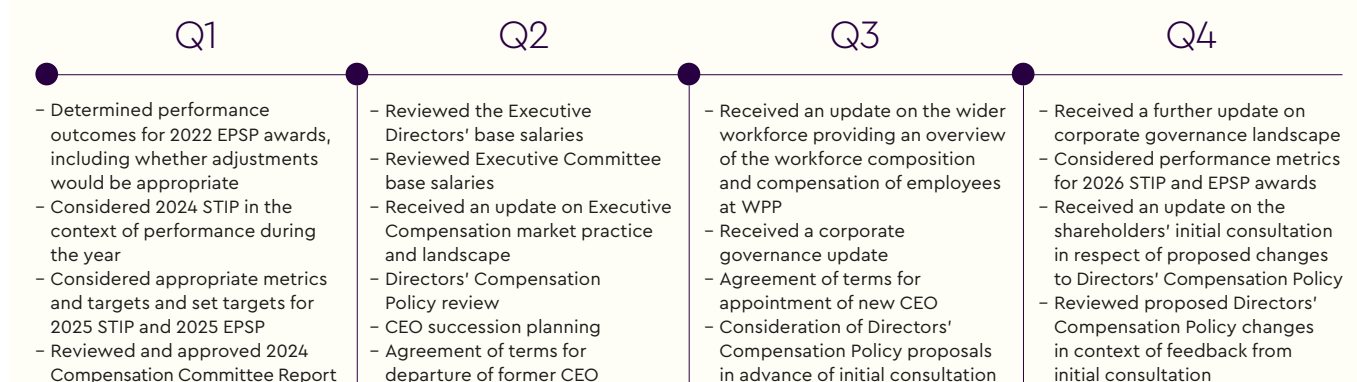 Q1
– Determined performance
outcomes for 2022 EPSP awards,
including whether adjustments
would be appropriate
– Considered 2024 STIP in the
context of performance during
the year
– Considered appropriate metrics
and targets and set targets for
2025 STIP and 2025 EPSP
– Reviewed and approved 2024
Compensation Committee Report
Q2
– Reviewed the Executive
Directors’ base salaries
– Reviewed Executive Committee
base salaries
– Received an update on Executive
Compensation market practice
and landscape
– Directors’ Compensation
Policy review
– CEO succession planning
– Agreement of terms for
departure of former CEO
Q3
– Received an update on the wider
workforce providing an overview
of the workforce composition
and compensation of employees
at WPP
– Received a corporate
governance update
– Agreement of terms for
appointment of new CEO
– Consideration of Directors’
Compensation Policy proposals
in advance of initial consultation
Q4
– Received a further update on
corporate governance landscape
– Considered performance metrics
for 2026 STIP and EPSP awards
– Received an update on the
shareholders’ initial consultation
in respect of proposed changes
to Directors’ Compensation Policy
– Reviewed proposed Directors’
Compensation Policy changes
in context of feedback from
initial consultation